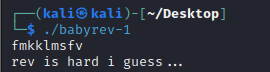 ┌──(kali㉿kali)-[~/Desktop]
└─$ ./babyrev-1
fmkklmsfv
rev is hard i guess...